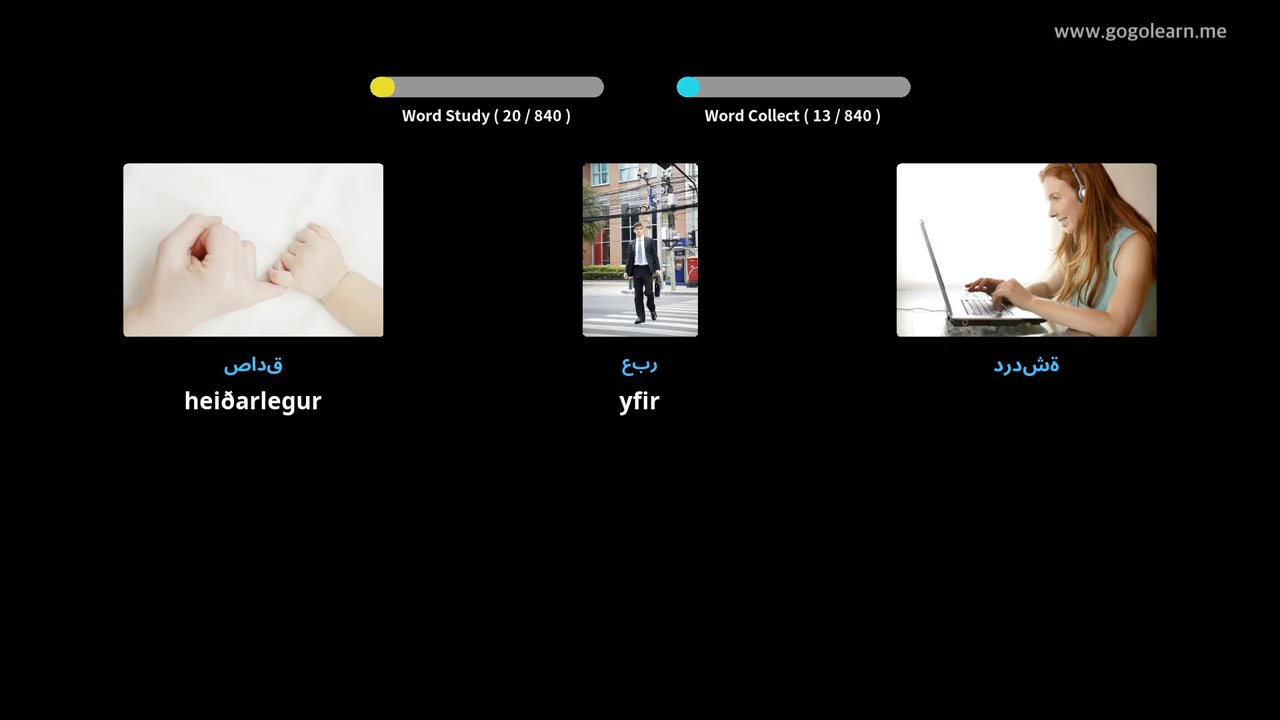 www.gogolearn.me
Word Study ( 20 / 840 )
Word Collect ( 13 / 840 )
قداص
heiðarlegur
ربع
yfir
ةشدرد